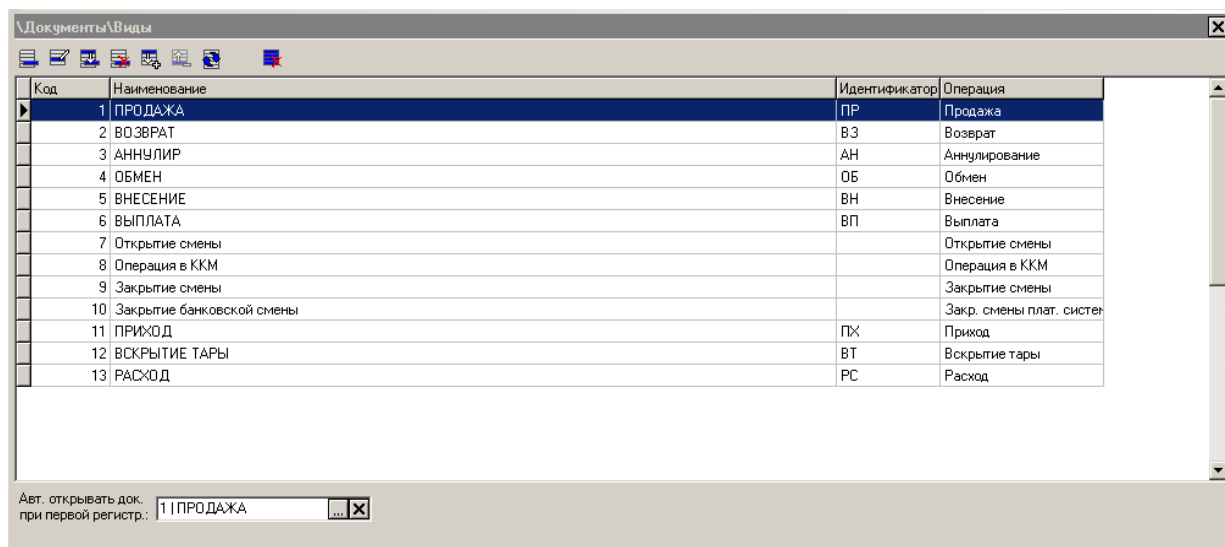 \Документы\Виды
Код Наименование Идентификатор Операция
1 ПРОДАЖА ПР Продажа
2 ВОЗВРАТ ВЗ Возврат
3 АННУЛИР АН Аннулирование
4 ОБМЕН ОБ Обмен
5 ВНЕСЕНИЕ ВН Внесение
6 ВЫПЛАТА ВП Выплата
7 Открытие смены Открытие смены
8 Операция в ККМ Операция в ККМ
9 Закрытие смены Закрытие смены
10 Закрытие банковской смены Закр. смены плат. систем
11 ПРИХОД ПХ Приход
12 ВСКРЫТИЕ ТАРЫ ВТ Вскрытие тары
13 РАСХОД РС Расход
Авт. открывать док.
при первой регистр.: 1 | ПРОДАЖА ...